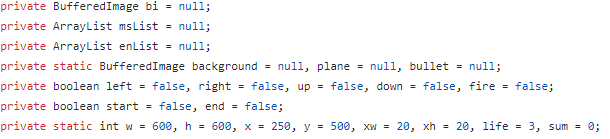 private BufferedImage bi = null;
private ArrayList msList = null;
private ArrayList enList = null;
private static BufferedImage background = null, plane = null, bullet = null;
private boolean left = false, right = false, up = false, down = false, fire = false;
private boolean start = false, end = false;
private static int w = 600, h = 600, x = 250, y = 500, xw = 20, xh = 20, life = 3, sum = 0;